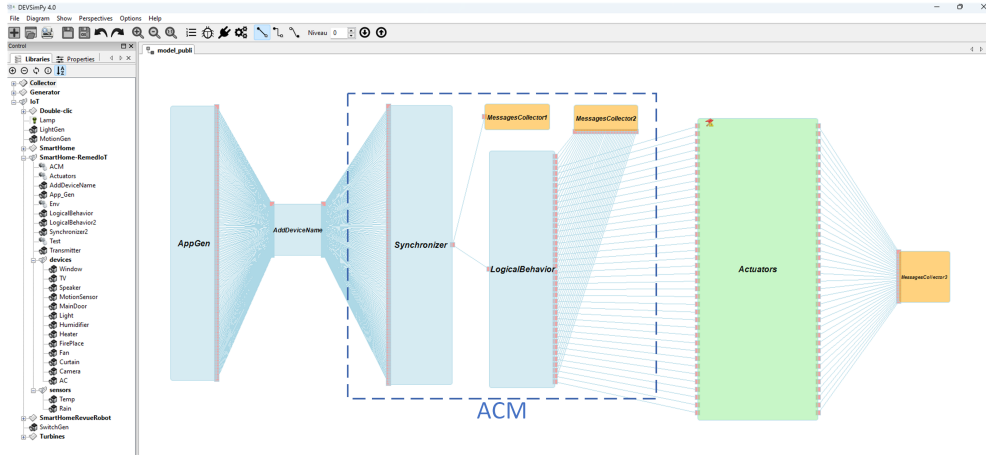 DEVSimPy 4.0
File Diagram Show Perspectives Options Help
Niveau 0
Control
Libraries Properties
model_publi
Collector
Generator
IoT
Double-clic
Lamp
LightGen
MotionGen
SmartHome
SmartHome-RemedIoT
ACM
Actuators
AddDeviceName
App_Gen
Env
LogicalBehavior
LogicalBehavior2
Synchronizer2
Test
Transmitter
devices
Window
TV
Speaker
MotionSensor
MainDoor
Light
Humidifier
Heater
FirePlace
Fan
Curtain
Camera
AC
sensors
Temp
Rain
SmartHomeRevueRobot
SwitchGen
Turbines
AppGen
AddDeviceName
Synchronizer
MessagesCollector1
MessagesCollector2
LogicalBehavior
Actuators
MessagesCollector3
ACM